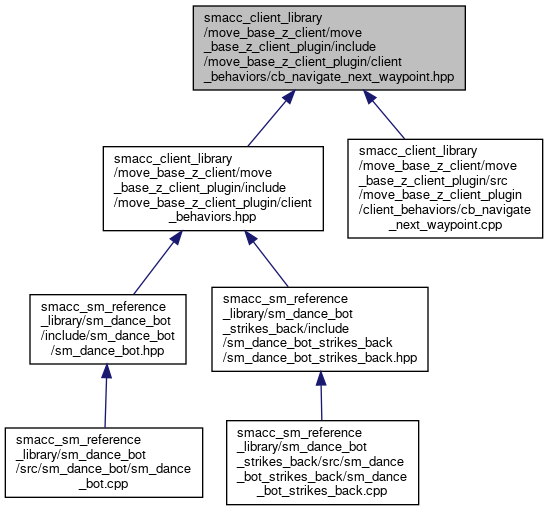 smacc_client_library
/move_base_z_client/move
_base_z_client_plugin/include
/move_base_z_client_plugin/client
_behaviors/cb_navigate_next_waypoint.hpp
smacc_client_library
/move_base_z_client/move
_base_z_client_plugin/include
/move_base_z_client_plugin/client
_behaviors.hpp
smacc_client_library
/move_base_z_client/move
_base_z_client_plugin/src
/move_base_z_client_plugin
/client_behaviors/cb_navigate
_next_waypoint.cpp
smacc_sm_reference
_library/sm_dance_bot
/include/sm_dance_bot
/sm_dance_bot.hpp
smacc_sm_reference
_library/sm_dance_bot
_strikes_back/include
/sm_dance_bot_strikes_back
/sm_dance_bot_strikes_back.hpp
smacc_sm_reference
_library/sm_dance_bot
/src/sm_dance_bot/sm_dance
_bot.cpp
smacc_sm_reference
_library/sm_dance_bot
_strikes_back/src/sm_dance
_bot_strikes_back/sm_dance
_bot_strikes_back.cpp